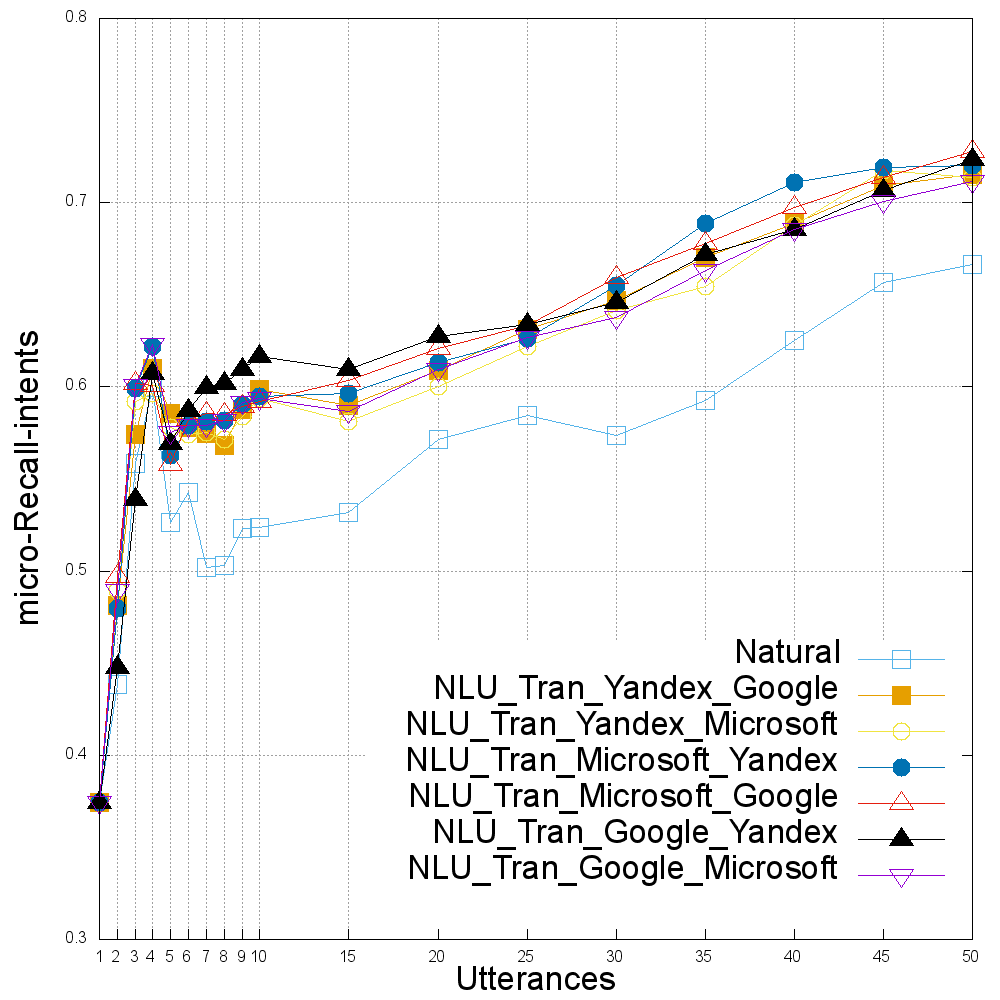 0.8
0.7
0.6
0.5
0.4
0.3
micro-Recall-intents
Natural
NLU_Tran_Yandex_Google
NLU_Tran_Yandex_Microsoft
NLU_Tran_Microsoft_Yandex
NLU_Tran_Microsoft_Google
NLU_Tran_Google_Yandex
NLU_Tran_Google_Microsoft
1 2 3 4 5 6 7 8 9 10 15 20 25 30 35 40 45 50
Utterances